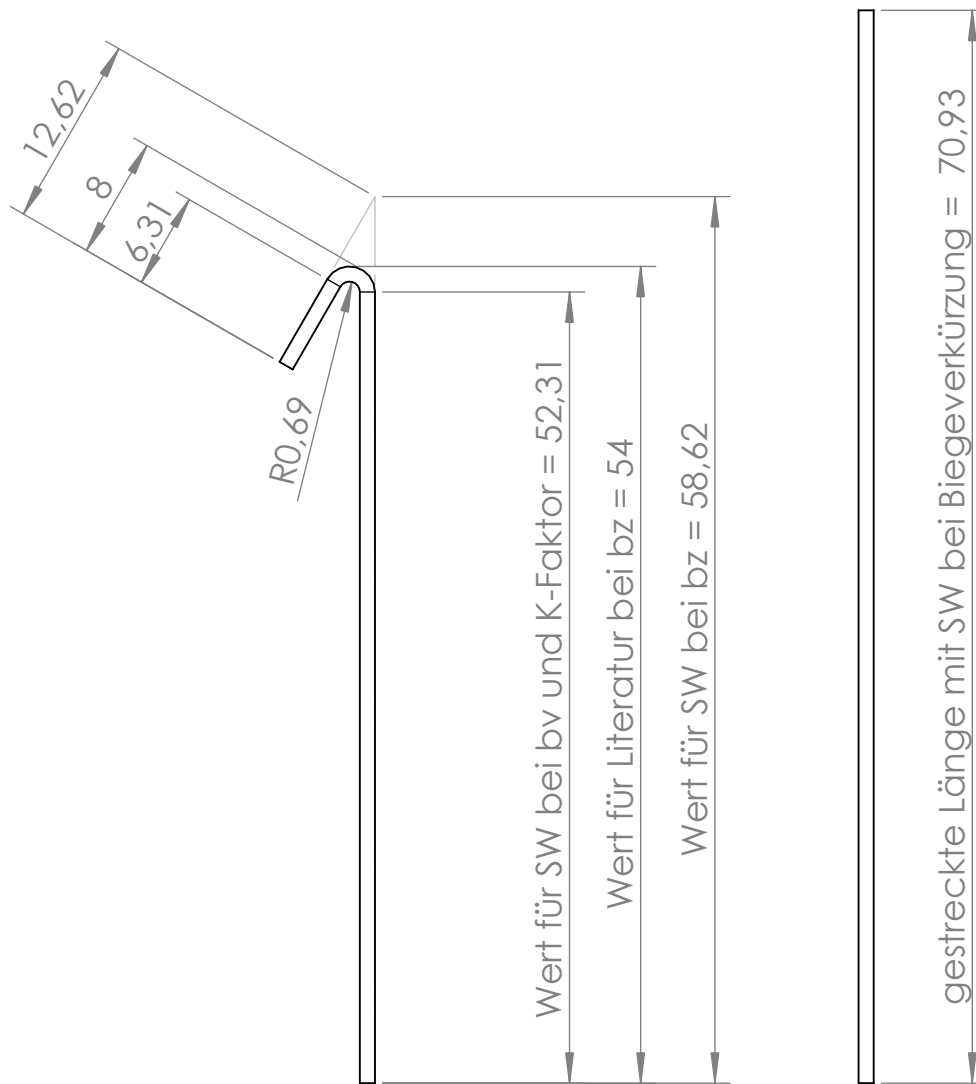 12,62
8
6,31
R0,69
Wert für SW bei bv und K-Faktor = 52,31
Wert für Literatur bei bz = 54
Wert für SW bei bz = 58,62
gestreckte Länge mit SW bei Biegeverkürzung = 70,93